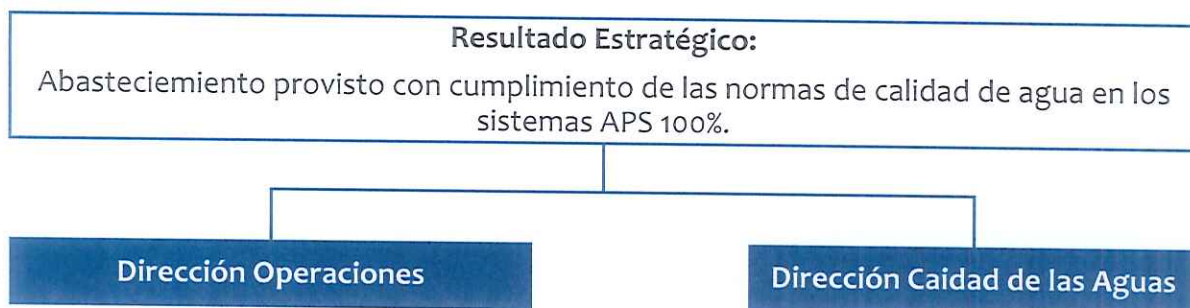 Resultado Estratégico:
Abasteciemiento provisto con cumplimiento de las normas de calidad de agua en los
sistemas APS 100%.
Dirección Operaciones
Dirección Caidad de las Aguas